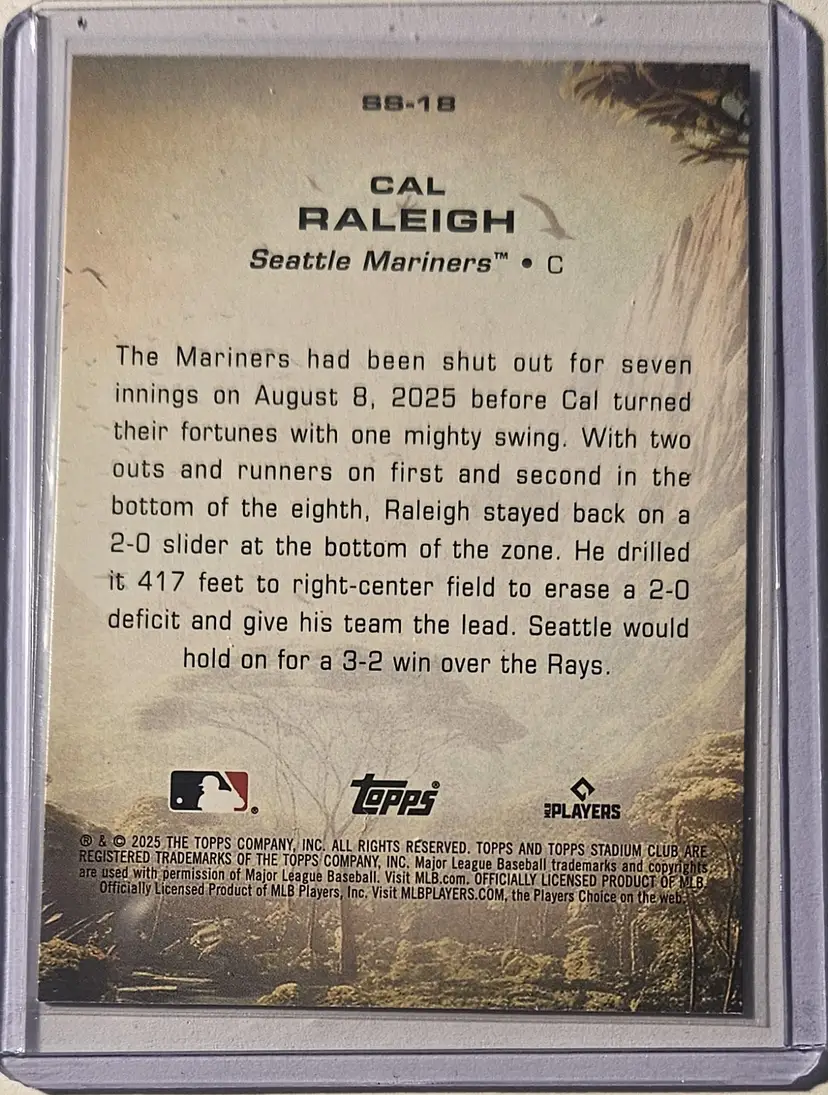 SS-18
CAL
RALEIGH
Seattle Mariners™ • C
The Mariners had been shut out for seven
innings on August 8, 2025 before Cal turned
their fortunes with one mighty swing. With two
outs and runners on first and second in the
bottom of the eighth, Raleigh stayed back on a
2-0 slider at the bottom of the zone. He drilled
it 417 feet to right-center field to erase a 2-0
deficit and give his team the lead. Seattle would
hold on for a 3-2 win over the Rays.
Topps®
MLB PLAYERS
® & © 2025 THE TOPPS COMPANY, INC. ALL RIGHTS RESERVED. TOPPS AND TOPPS STADIUM CLUB ARE
REGISTERED TRADEMARKS OF THE TOPPS COMPANY, INC. Major League Baseball trademarks and copyrights
are used with permission of Major League Baseball. Visit MLB.com. OFFICIALLY LICENSED PRODUCT OF MLB
Officially Licensed Product of MLB Players, Inc. Visit MLBPLAYERS.COM, the Players Choice on the web.